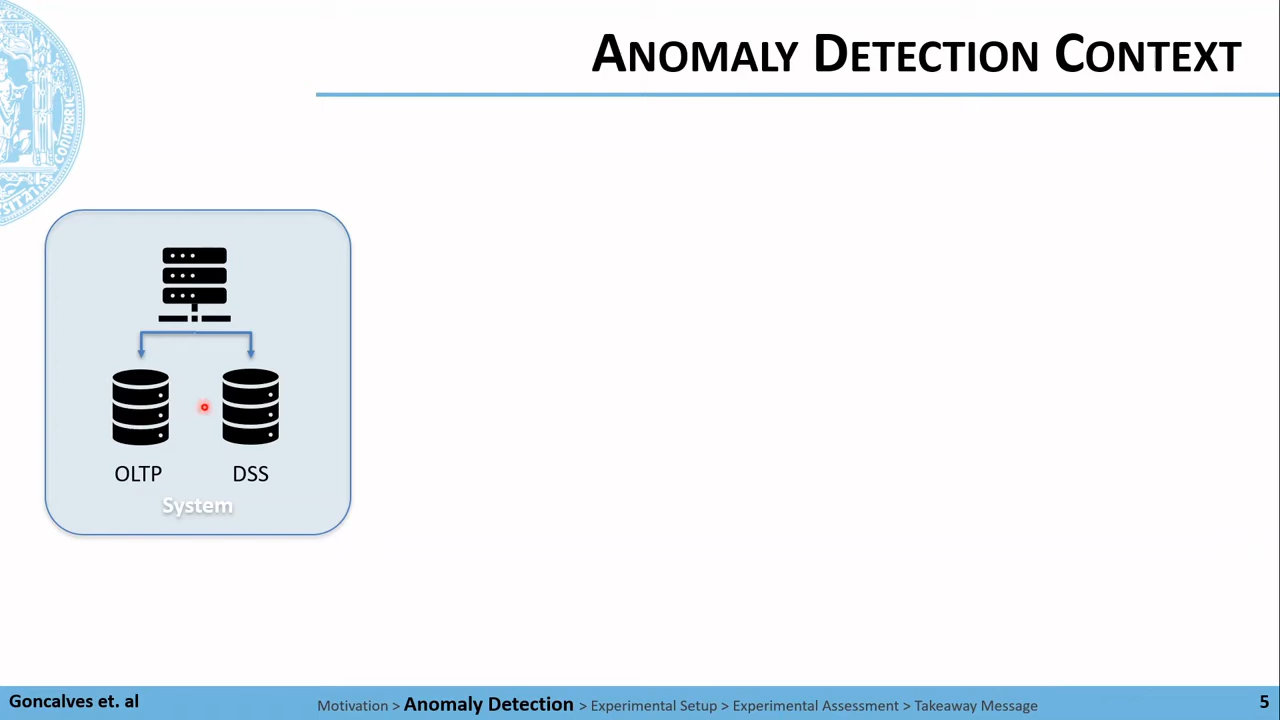 ANOMALY DETECTION CONTEXT
OLTP DSS
System
Goncalves et. al
Motivation > Anomaly Detection > Experimental Setup > Experimental Assessment > Takeaway Message
5